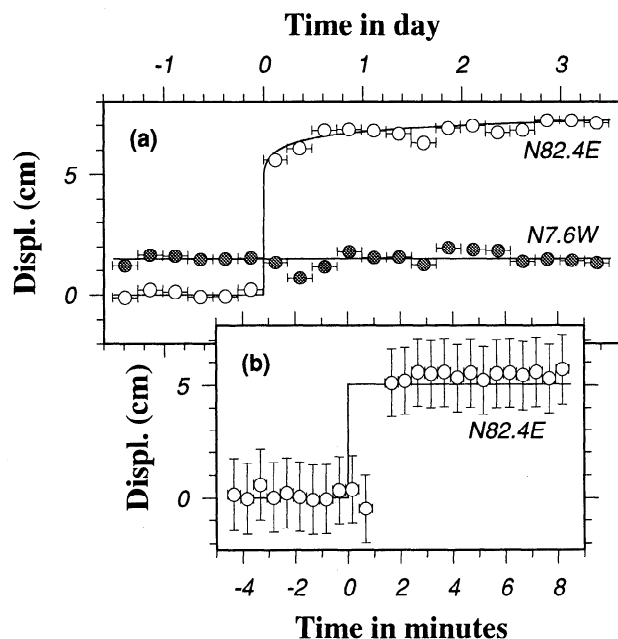 Time in day
-1 0 1 2 3
(a)
Displ. (cm)
5
0
N82.4E
N7.6W
(b)
Displ. (cm)
5
0
N82.4E
-4 -2 0 2 4 6 8
Time in minutes